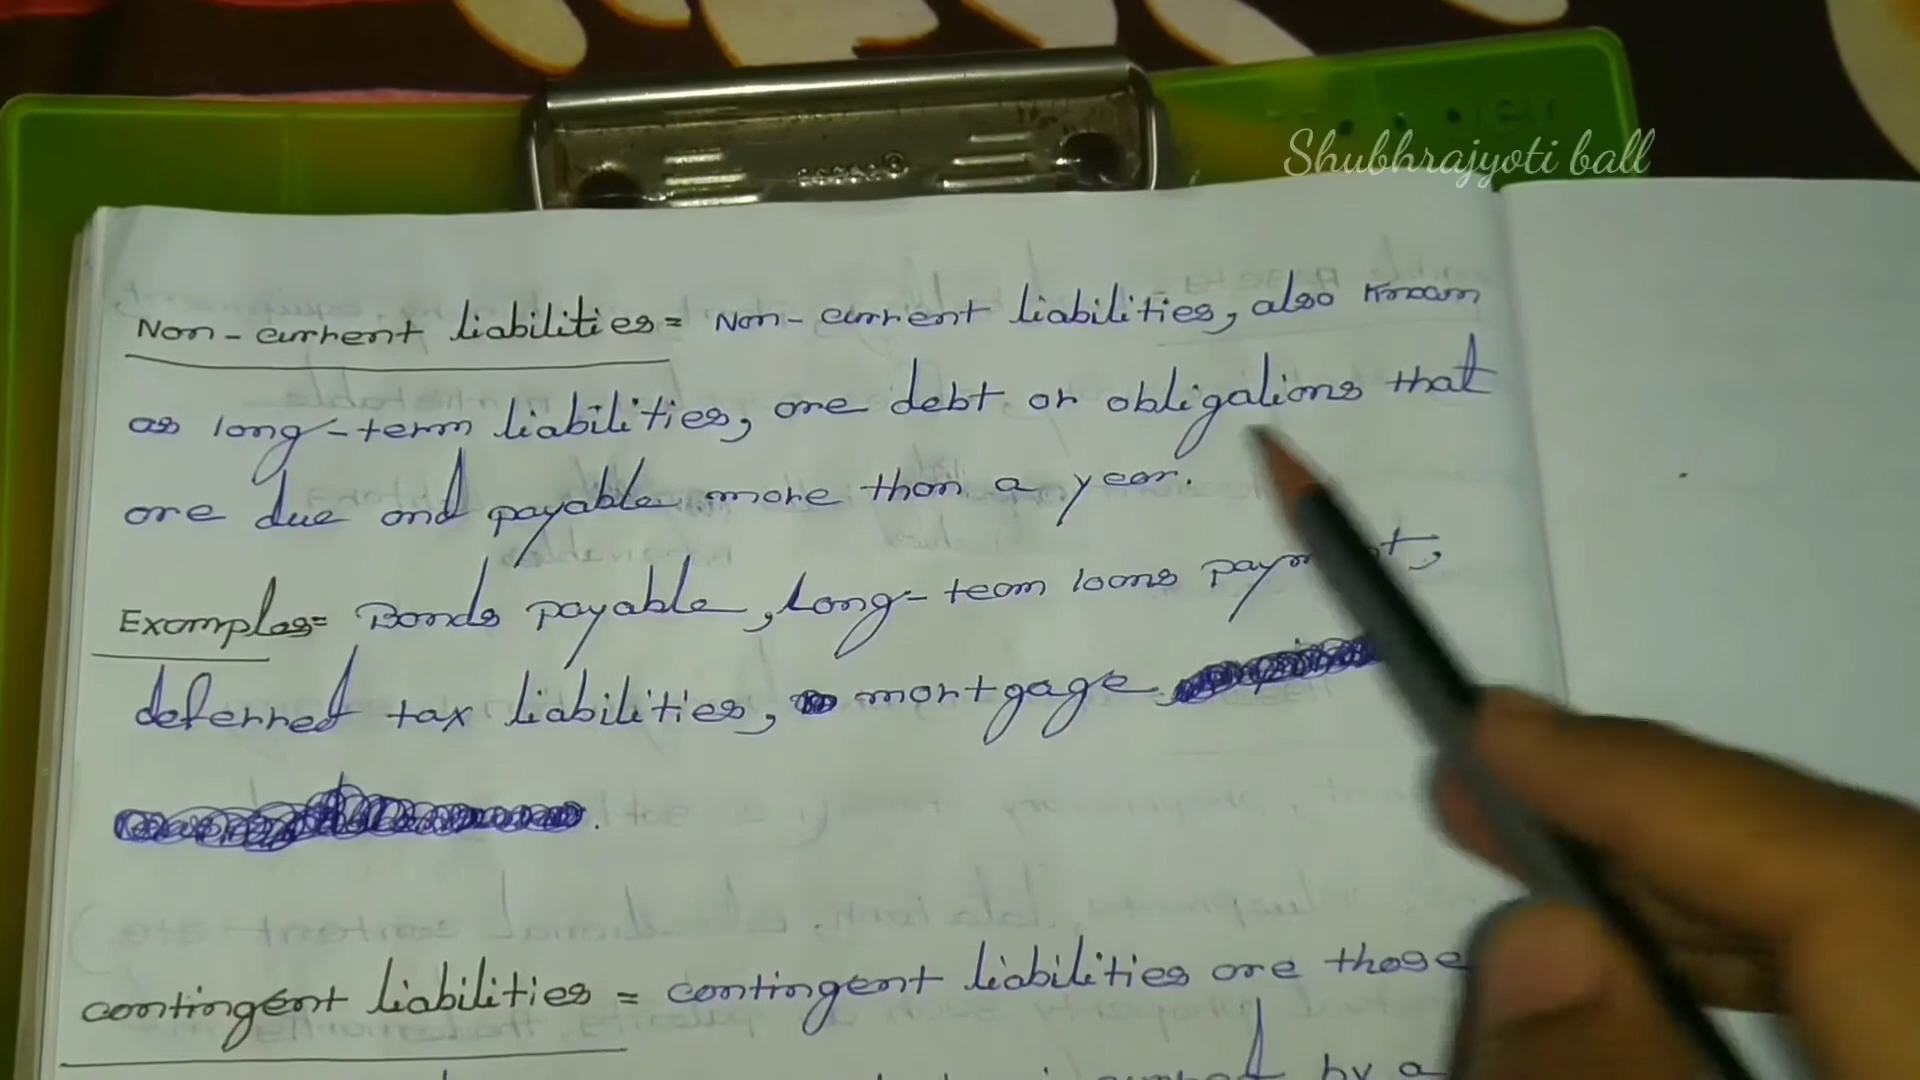 Shubhrajyoti ball
Non-current liabilities = Non-current liabilities, also known
as long-term liabilities, are debt or obligations that
are due and payable more than a year.
Examples = Bonds payable, Long-term loans
deferred tax liabilities, mortgage
contingent liabilities = contingent liabilities are those
by a